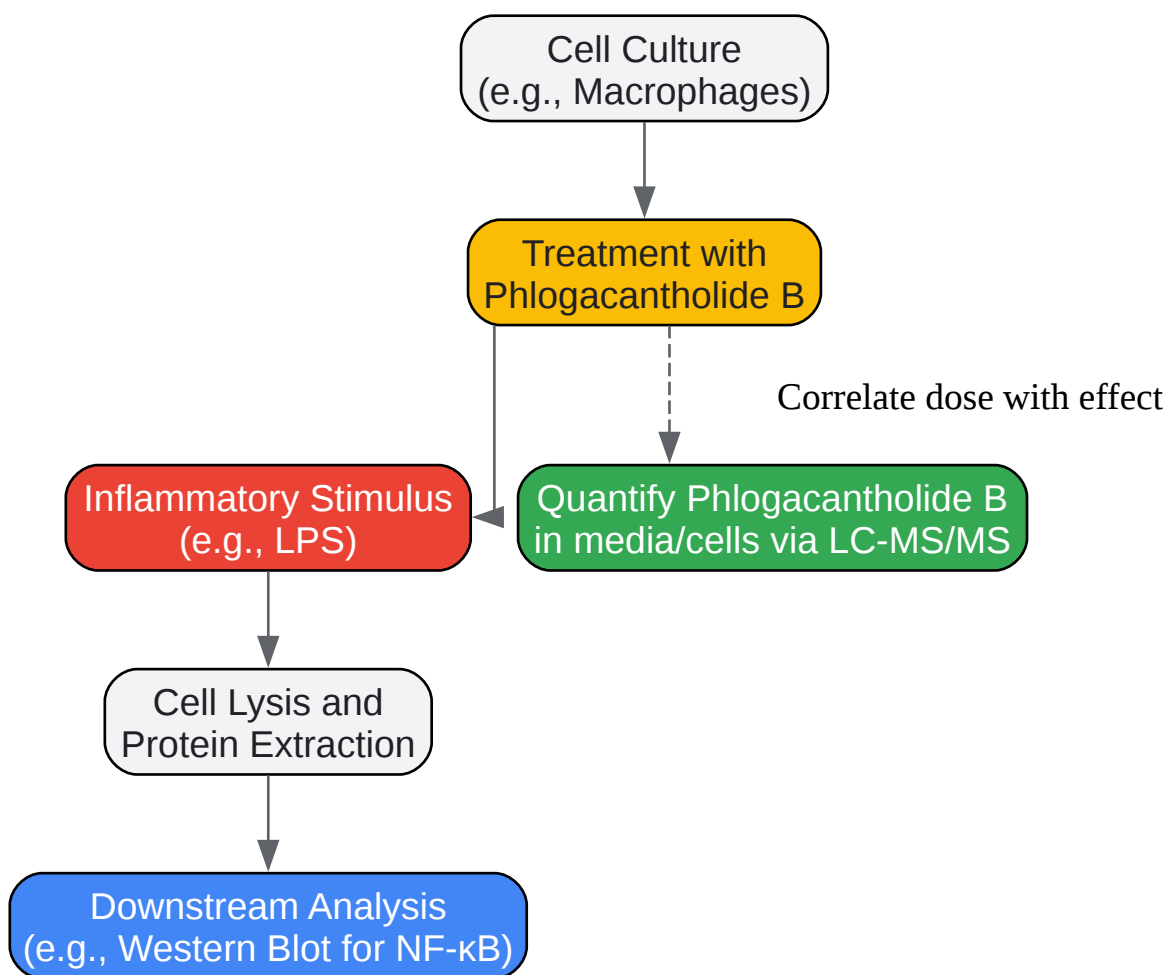 Cell Culture
(e.g., Macrophages)
Treatment with
Phlogacantholide B
Correlate dose with effect
Inflammatory Stimulus
(e.g., LPS)
Quantify Phlogacantholide B
in media/cells via LC-MS/MS
Cell Lysis and
Protein Extraction
Downstream Analysis
(e.g., Western Blot for NF-κB)